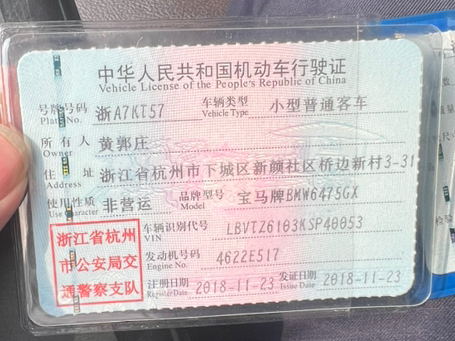 中华人民共和国机动车行驶证
Vehicle License of the People's Republic of China
号牌号码 浙A7KT57 车辆类型 小型普通客车
Plate No. Vehicle Type
所有人 黄郭庄
Owner
住址 浙江省杭州市下城区新颜社区桥边新村3-31
Address
使用性质 非营运 品牌型号 宝马牌BMW6475GX
Use Character Model
浙江省杭州
市公安局交
通警察支队
车辆识别代号 LBVTZ6103KSP40053
VIN
发动机号码 4622E517
Engine No.
注册日期 2018-11-23 发证日期 2018-11-23
Register Date Issue Date